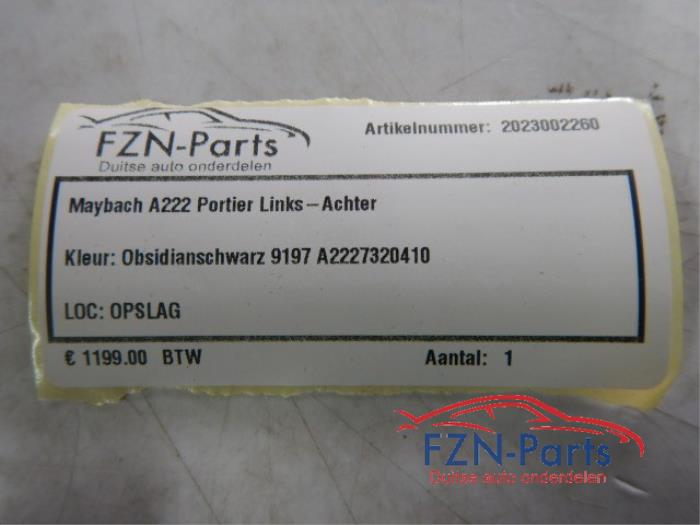 FZN-Parts
Duitse auto onderdelen
Artikelnummer: 2023002260
Maybach A222 Portier Links-Achter
Kleur: Obsidianschwarz 9197 A2227320410
LOC: OPSLAG
€ 1199.00 BTW
Aantal: 1
FZN-Parts
Duitse auto onderdelen